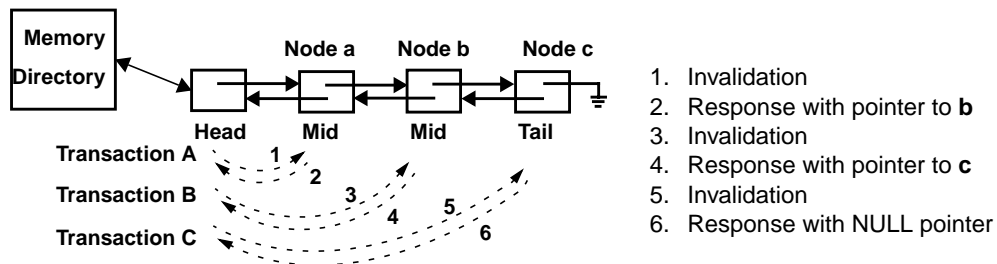 Memory
Directory
Node a
Node b
Node c
Head
Mid
Mid
Tail
Transaction A
1
2
Transaction B
3
4
Transaction C
5
6
1. Invalidation
2. Response with pointer to b
3. Invalidation
4. Response with pointer to c
5. Invalidation
6. Response with NULL pointer